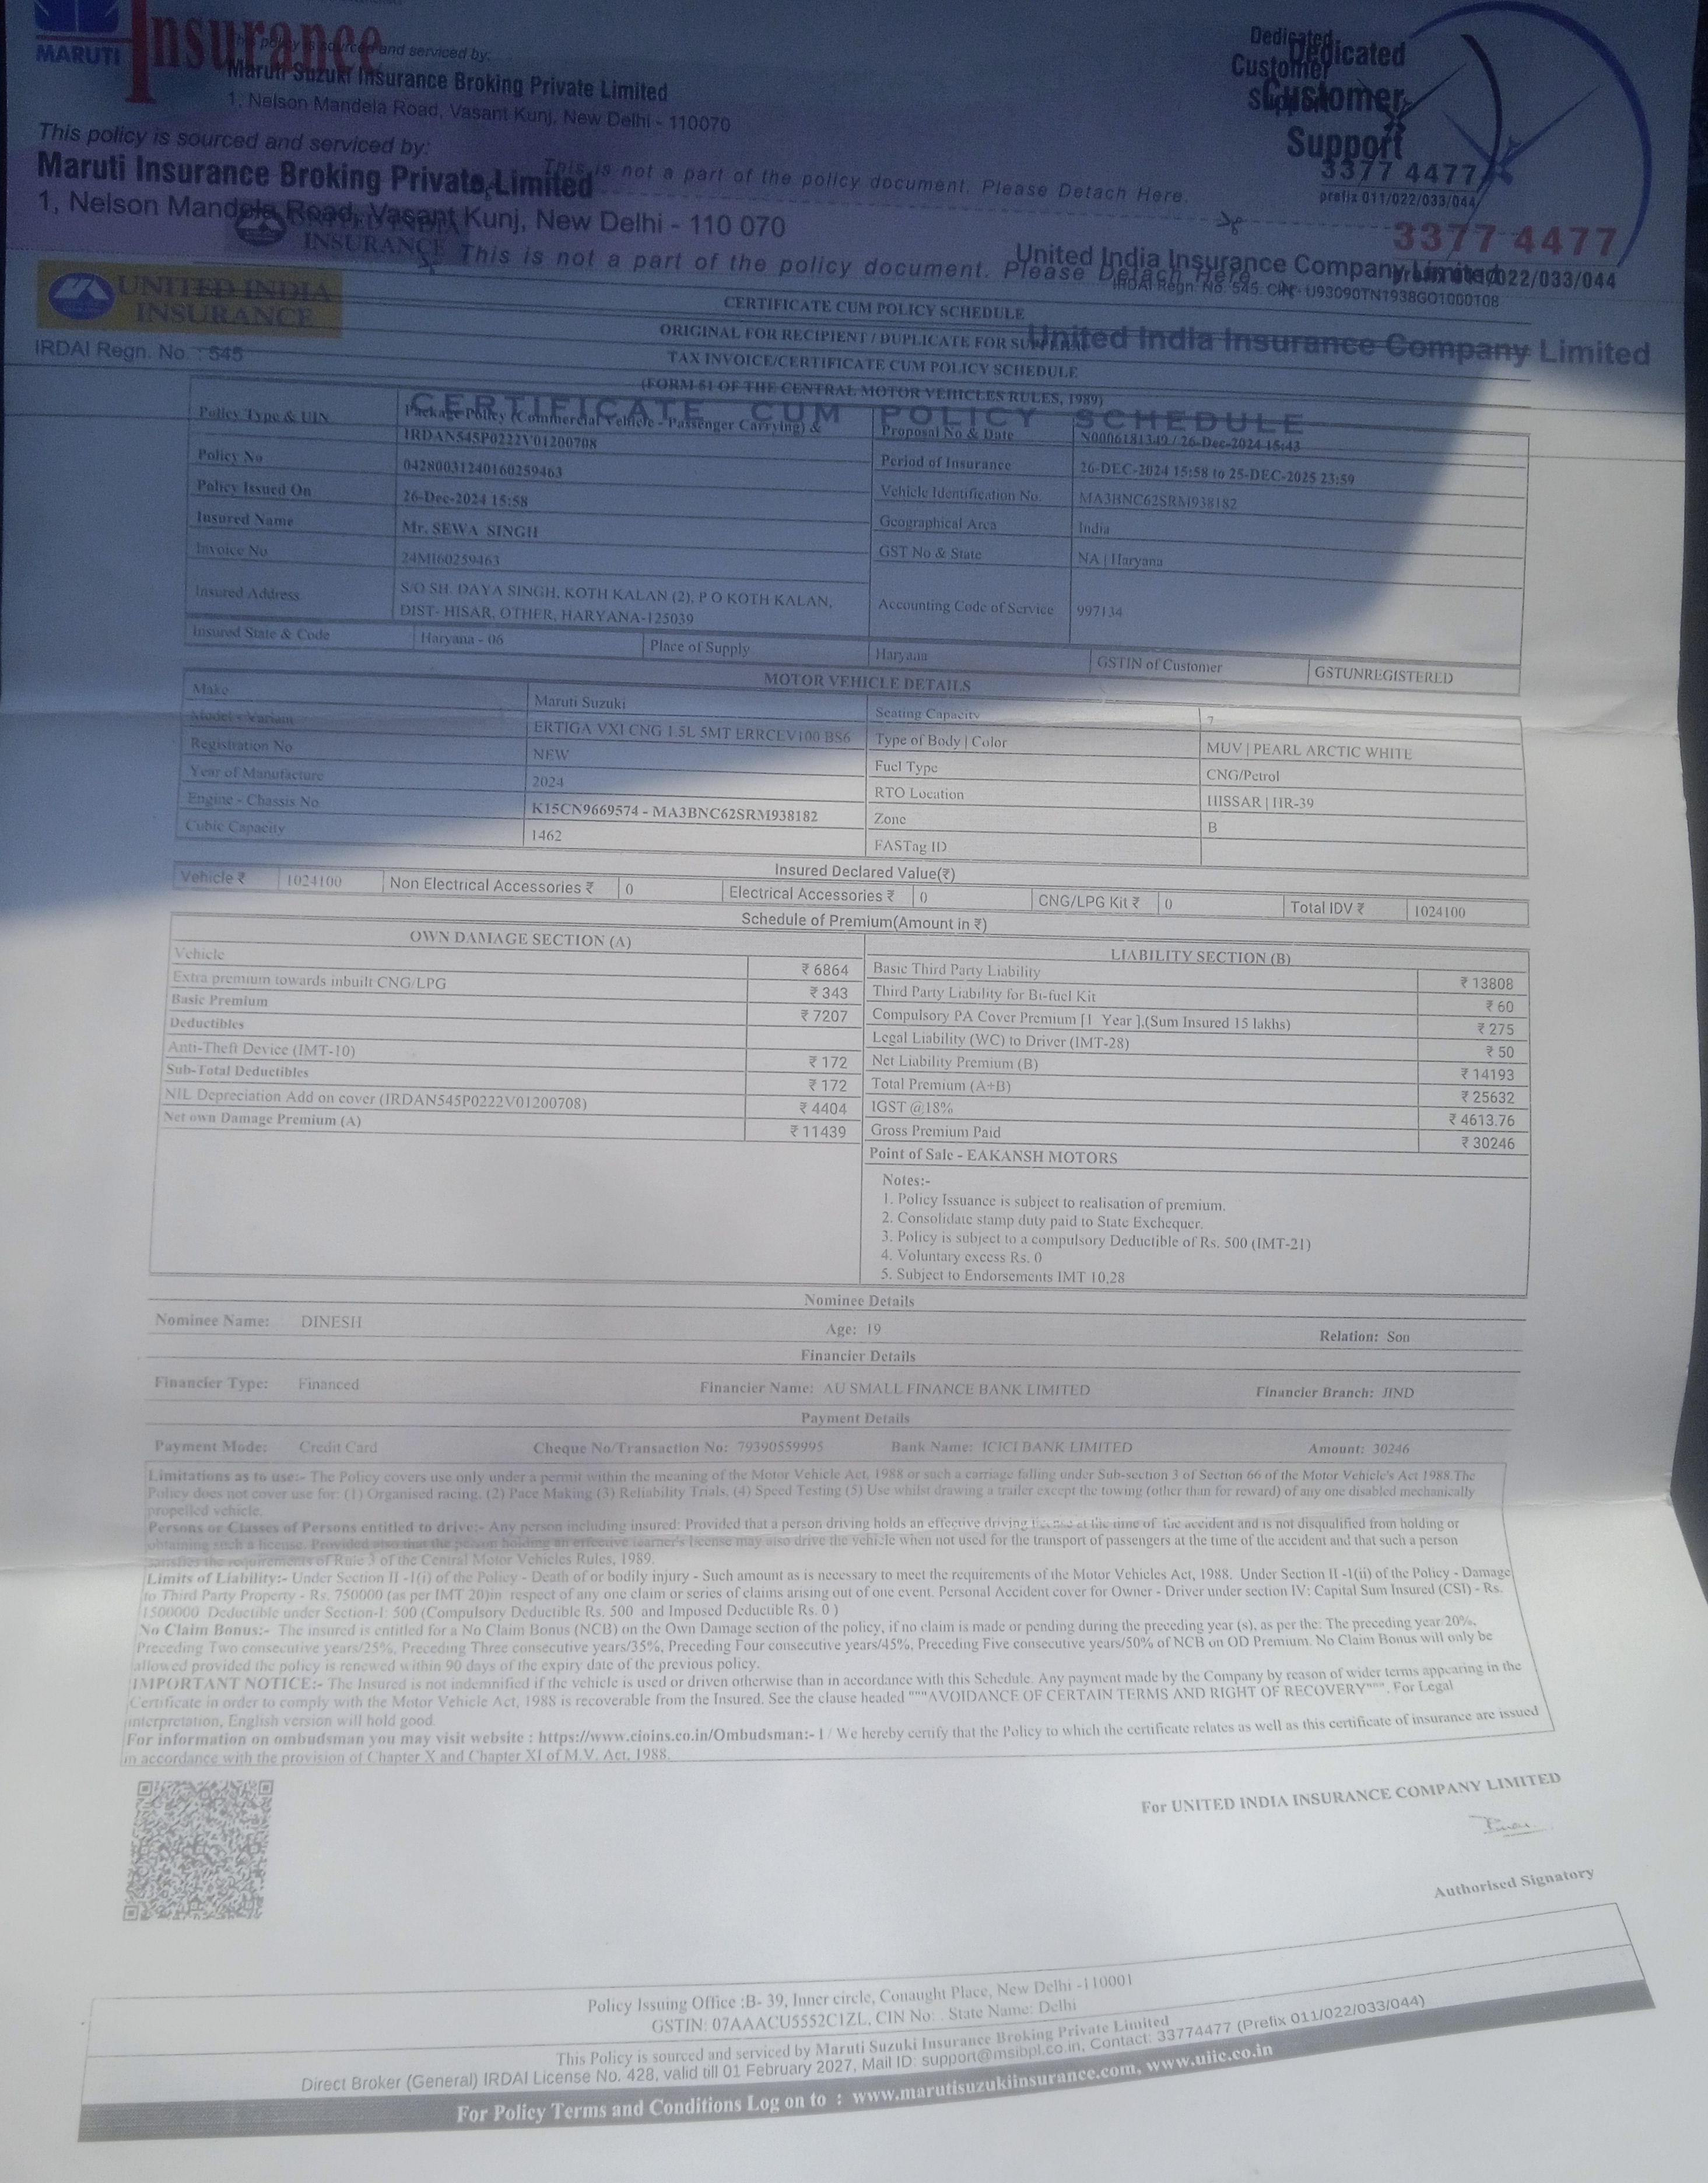 MARUTI Insurance
This policy is sourced and serviced by:
Maruti Suzuki Insurance Broking Private Limited
1, Nelson Mandela Road, Vasant Kunj, New Delhi - 110070
Dedicated
Customer
Support
Dedicated
Customer
Support
3377 4477
prefix 011/022/033/044
This policy is sourced and serviced by:
Maruti Insurance Broking Private Limited
1, Nelson Mandela Road, Vasant Kunj, New Delhi - 110 070
This is not a part of the policy document. Please Detach Here.
3377 4477
prefix 011/022/033/044
UNITED INDIA
INSURANCE
This is not a part of the policy document. Please Detach Here
United India Insurance Company Limited
IRDAI Regn. No. 545. CIN- U93090TN1938GOI000108
UNITED INDIA
INSURANCE
IRDAI Regn. No. : 545
United India Insurance Company Limited
CERTIFICATE CUM POLICY SCHEDULE
ORIGINAL FOR RECIPIENT / DUPLICATE FOR
TAX INVOICE/CERTIFICATE CUM POLICY SCHEDULE
(FORM 51 OF THE CENTRAL MOTOR VEHICLES RULES, 1989)
CERTIFICATE CUM POLICY SCHEDULE
Policy Type & UIN Package Policy (Commercial Vehicle - Passenger Carrying) & IRDAN545P0222V01200708 Proposal No & Date N0006181349 / 26-Dec-2024 15:43
Policy No 0428003124016025​9463 Period of Insurance 26-DEC-2024 15:58 to 25-DEC-2025 23:59
Policy Issued On 26-Dec-2024 15:58 Vehicle Identification No. MA3BNC62SRM938182
Insured Name Mr. SEWA SINGH Geographical Area India
Invoice No 24MI60259463 GST No & State NA | Haryana
Insured Address S/O SH. DAYA SINGH, KOTH KALAN (2), P O KOTH KALAN, DIST- HISAR, OTHER, HARYANA-125039 Accounting Code of Service 997134
Insured State & Code Haryana - 06 Place of Supply Haryana GSTIN of Customer GSTUNREGISTERED
MOTOR VEHICLE DETAILS
Make Maruti Suzuki Seating Capacity 7
Model - Variant ERTIGA VXI CNG 1.5L 5MT ERRCEV100 BS6 Type of Body | Color MUV | PEARL ARCTIC WHITE
Registration No NEW Fuel Type CNG/Petrol
Year of Manufacture 2024 RTO Location HISSAR | HR-39
Engine - Chassis No K15CN9669574 - MA3BNC62SRM938182 Zone B
Cubic Capacity 1462 FASTag ID
Insured Declared Value(₹)
Vehicle ₹ 1024100 Non Electrical Accessories ₹ 0 Electrical Accessories ₹ 0 CNG/LPG Kit ₹ 0 Total IDV ₹ 1024100
Schedule of Premium(Amount in ₹)
OWN DAMAGE SECTION (A) LIABILITY SECTION (B)
Vehicle ₹ 6864 Basic Third Party Liability ₹ 13808
Extra premium towards inbuilt CNG/LPG ₹ 343 Third Party Liability for Bi-fuel Kit ₹ 60
Basic Premium ₹ 7207 Compulsory PA Cover Premium [1 Year ],(Sum Insured 15 lakhs) ₹ 275
Deductibles Legal Liability (WC) to Driver (IMT-28) ₹ 50
Anti-Theft Device (IMT-10) ₹ 172 Net Liability Premium (B) ₹ 14193
Sub-Total Deductibles ₹ 172 Total Premium (A+B) ₹ 25632
NIL Depreciation Add on cover (IRDAN545P0222V01200708) ₹ 4404 IGST @18% ₹ 4613.76
Net own Damage Premium (A) ₹ 11439 Gross Premium Paid ₹ 30246
Point of Sale - EAKANSH MOTORS
Notes:-
1. Policy Issuance is subject to realisation of premium.
2. Consolidate stamp duty paid to State Exchequer.
3. Policy is subject to a compulsory Deductible of Rs. 500 (IMT-21)
4. Voluntary excess Rs. 0
5. Subject to Endorsements IMT 10,28
Nominee Details
Nominee Name: DINESH Age: 19 Relation: Son
Financier Details
Financier Type: Financed Financier Name: AU SMALL FINANCE BANK LIMITED Financier Branch: JIND
Payment Details
Payment Mode: Credit Card Cheque No/Transaction No: 79390559995 Bank Name: ICICI BANK LIMITED Amount: 30246
Limitations as to use:- The Policy covers use only under a permit within the meaning of the Motor Vehicle Act, 1988 or such a carriage falling under Sub-section 3 of Section 66 of the Motor Vehicle's Act 1988.The
Policy does not cover use for: (1) Organised racing, (2) Pace Making (3) Reliability Trials, (4) Speed Testing (5) Use whilst drawing a trailer except the towing (other than for reward) of any one disabled mechanically
propelled vehicle.
Persons or Classes of Persons entitled to drive:- Any person including insured: Provided that a person driving holds an effective driving license at the time of the accident and is not disqualified from holding or
obtaining such a license. Provided also that the person holding an effective learner's license may also drive the vehicle when not used for the transport of passengers at the time of the accident and that such a person
satisfies the requirements of Rule 3 of the Central Motor Vehicles Rules, 1989.
Limits of Liability:- Under Section II -1(i) of the Policy - Death of or bodily injury - Such amount as is necessary to meet the requirements of the Motor Vehicles Act, 1988. Under Section II -1(ii) of the Policy - Damage
to Third Party Property - Rs. 750000 (as per IMT 20)in respect of any one claim or series of claims arising out of one event. Personal Accident cover for Owner - Driver under section IV: Capital Sum Insured (CSI) - Rs.
1500000 Deductible under Section-I: 500 (Compulsory Deductible Rs. 500 and Imposed Deductible Rs. 0 )
No Claim Bonus:- The insured is entitled for a No Claim Bonus (NCB) on the Own Damage section of the policy, if no claim is made or pending during the preceding year (s), as per the: The preceding year/20%,
Preceding Two consecutive years/25%, Preceding Three consecutive years/35%, Preceding Four consecutive years/45%, Preceding Five consecutive years/50% of NCB on OD Premium. No Claim Bonus will only be
allowed provided the policy is renewed within 90 days of the expiry date of the previous policy.
IMPORTANT NOTICE:- The Insured is not indemnified if the vehicle is used or driven otherwise than in accordance with this Schedule. Any payment made by the Company by reason of wider terms appearing in the
Certificate in order to comply with the Motor Vehicle Act, 1988 is recoverable from the Insured. See the clause headed """AVOIDANCE OF CERTAIN TERMS AND RIGHT OF RECOVERY""". For Legal
interpretation, English version will hold good.
For information on ombudsman you may visit website : https://www.cioins.co.in/Ombudsman:- I / We hereby certify that the Policy to which the certificate relates as well as this certificate of insurance are issued
in accordance with the provision of Chapter X and Chapter XI of M.V. Act, 1988.
For UNITED INDIA INSURANCE COMPANY LIMITED
Authorised Signatory
Policy Issuing Office :B- 39, Inner circle, Conaught Place, New Delhi -110001
GSTIN: 07AAACU5552C1ZL, CIN No: . State Name: Delhi
This Policy is sourced and serviced by Maruti Suzuki Insurance Broking Private Limited
Direct Broker (General) IRDAI License No. 428, valid till 01 February 2027, Mail ID: support@msibpl.co.in, Contact: 33774477 (Prefix 011/022/033/044)
For Policy Terms and Conditions Log on to : www.marutisuzukiinsurance.com, www.uiic.co.in